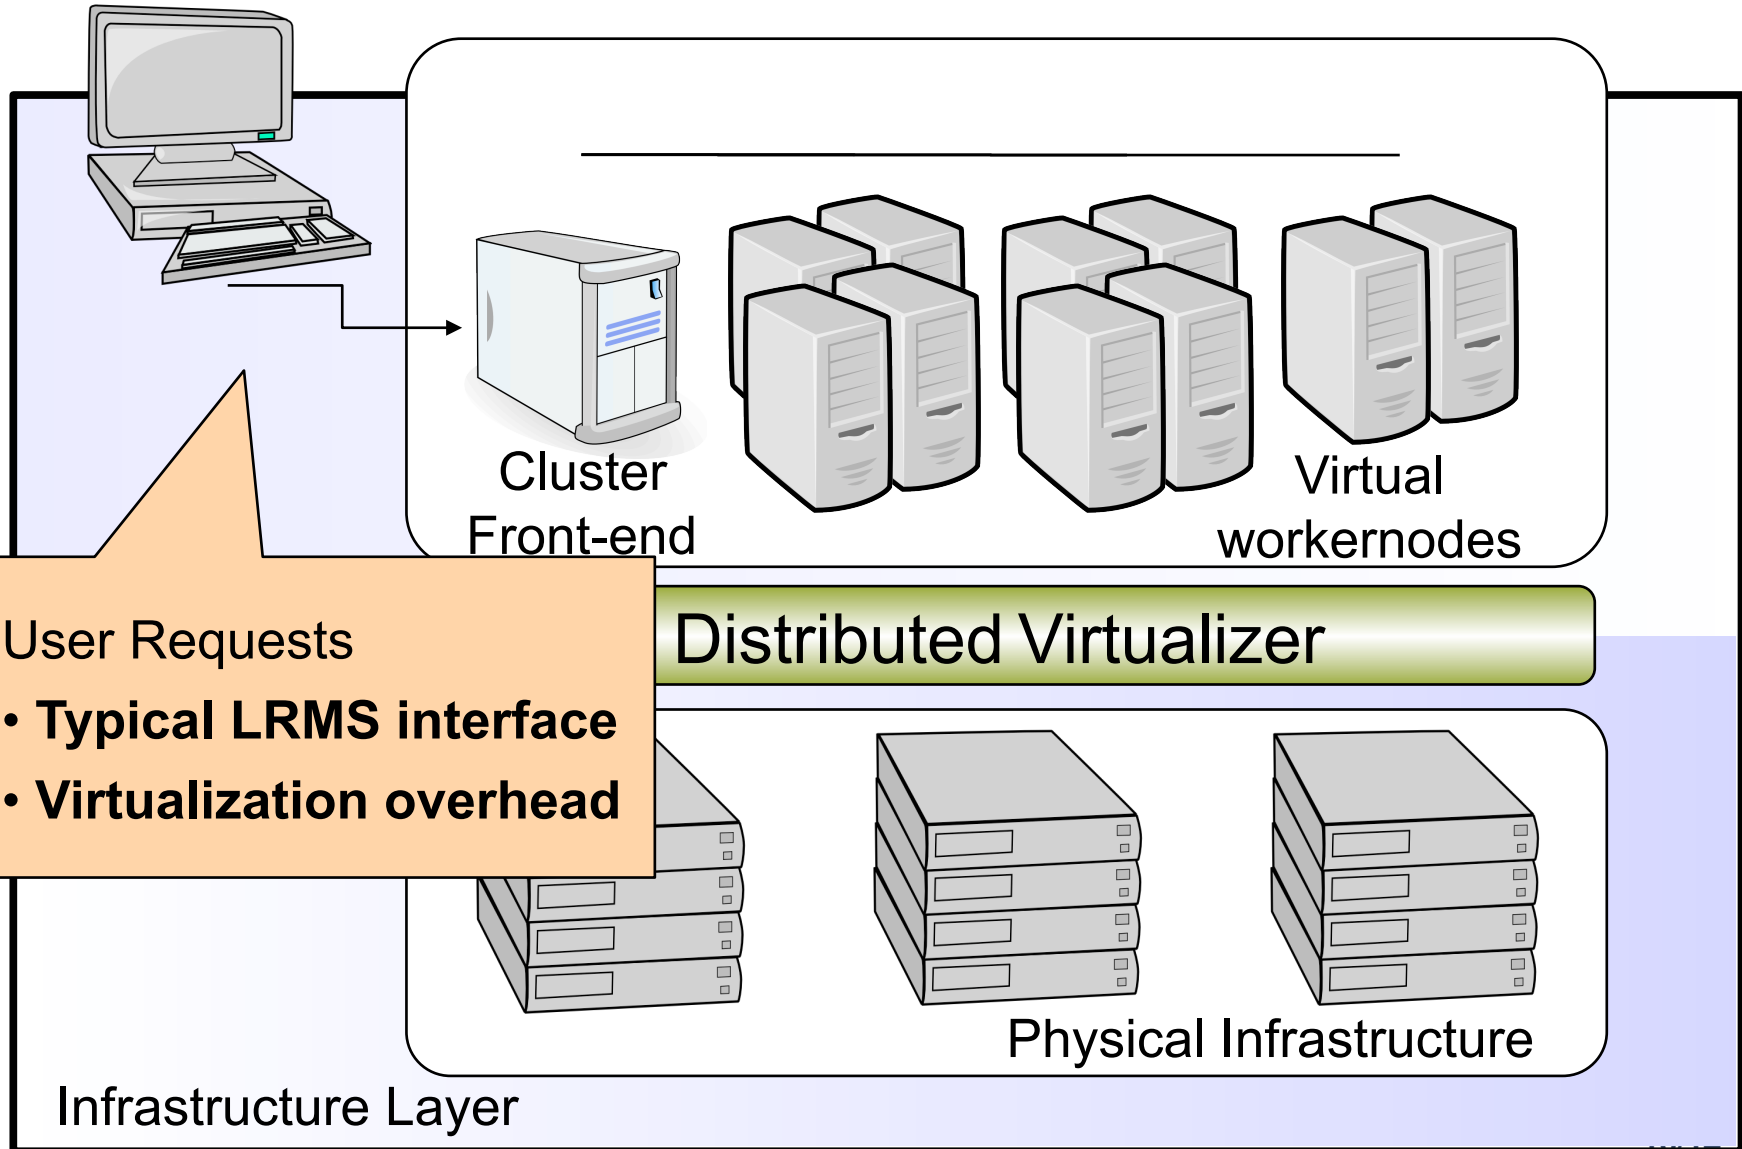 Cluster
Front-end
Virtual
workernodes
Distributed Virtualizer
User Requests
• Typical LRMS interface
• Virtualization overhead
Physical Infrastructure
Infrastructure Layer